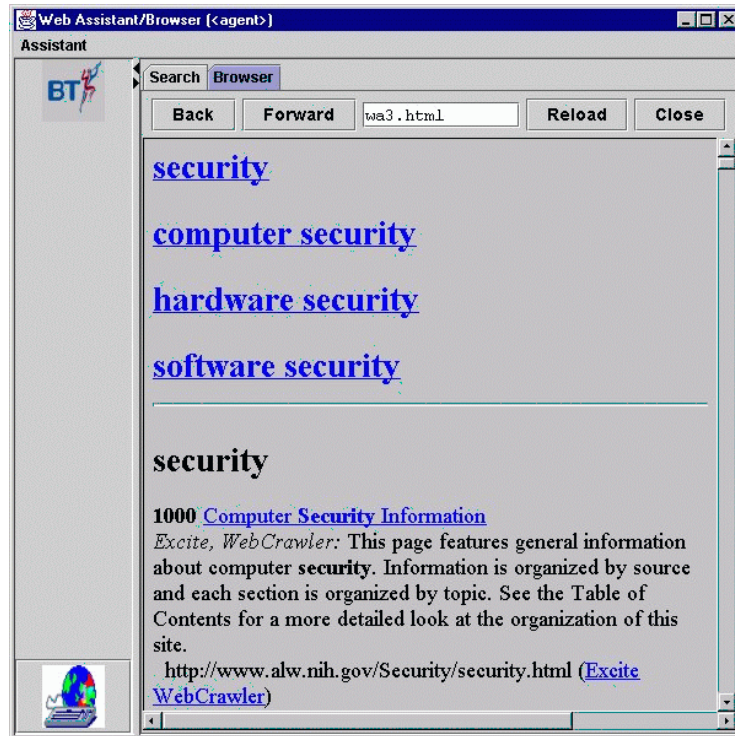 Web Assistant/Browser (<agent>)
Assistant
BT
Search Browser
Back Forward wa3.html Reload Close
security
computer security
hardware security
software security
security
1000 Computer Security Information
Excite, WebCrawler: This page features general information
about computer security. Information is organized by source
and each section is organized by topic. See the Table of
Contents for a more detailed look at the organization of this
site.
http://www.alw.nih.gov/Security/security.html (Excite
WebCrawler)